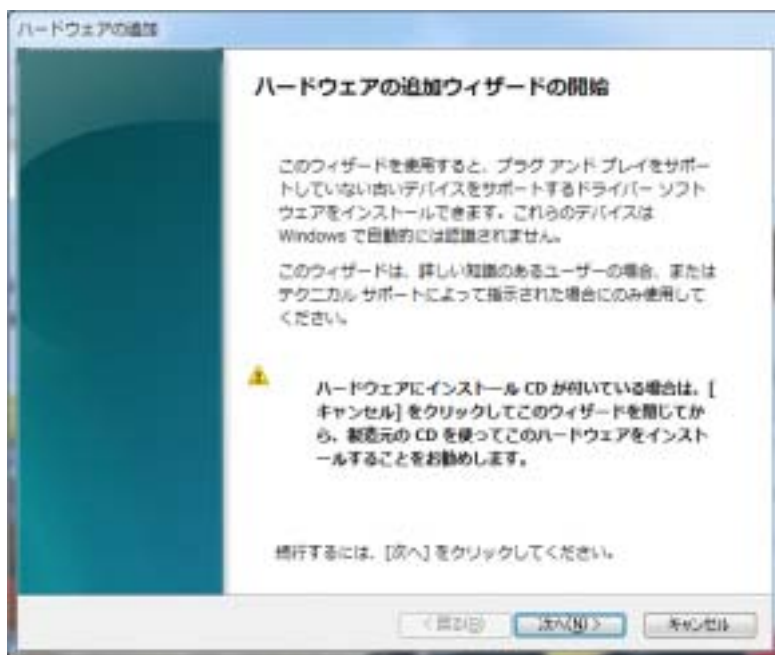 ハードウェアの追加
ハードウェアの追加ウィザードの開始
このウィザードを使用すると、プラグ アンド プレイをサポー
トしていない古いデバイスをサポートするドライバー ソフト
ウェアをインストールできます。これらのデバイスは
Windows で自動的には認識されません。
このウィザードは、詳しい知識のあるユーザーの場合、または
テクニカル サポートによって指示された場合にのみ使用して
ください。
ハードウェアにインストール CD が付いている場合は、[
キャンセル] をクリックしてこのウィザードを閉じてか
ら、製造元の CD を使ってこのハードウェアをインスト
ールすることをお勧めします。
続行するには、[次へ] をクリックしてください。
< 戻る(B)
次へ(N) >
キャンセル